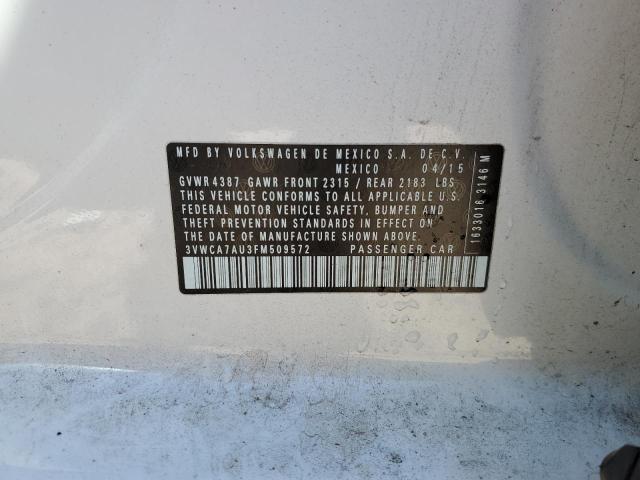 MFD BY VOLKSWAGEN DE MEXICO S.A. DE C.V.
MEXICO 04/15
GVWR 4387 GAWR FRONT 2315 / REAR 2183 LBS
THIS VEHICLE CONFORMS TO ALL APPLICABLE U.S.
FEDERAL MOTOR VEHICLE SAFETY, BUMPER AND
THEFT PREVENTION STANDARDS IN EFFECT ON THE
DATE OF MANUFACTURE SHOWN ABOVE.
3VWCA7AU3FM509572 PASSENGER CAR
1633016 3146 M